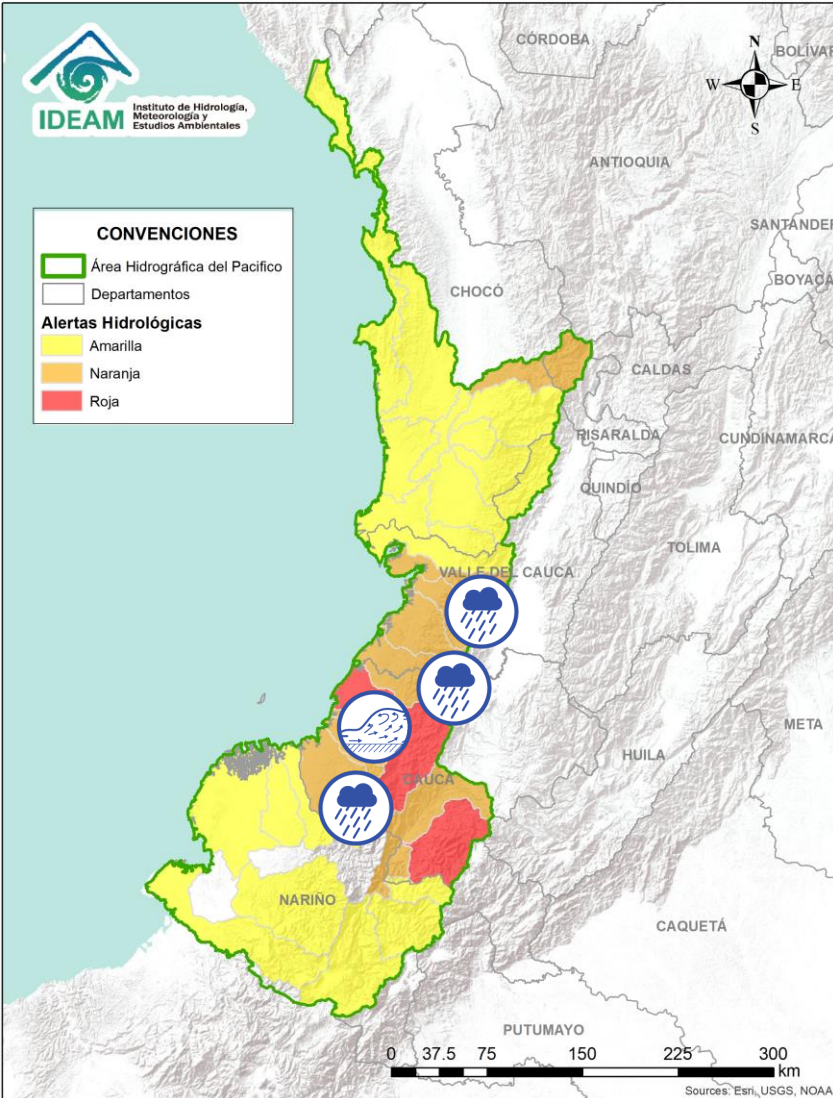 IDEAM
Instituto de Hidrología,
Meteorología y
Estudios Ambientales
N
W
E
S
CÓRDOBA
BOLÍVAR
ANTIOQUIA
SANTANDER
BOYACÁ
CONVENCIONES
Área Hidrográfica del Pacifico
Departamentos
Alertas Hidrológicas
Amarilla
Naranja
Roja
CHOCÓ
CALDAS
RISARALDA
CUNDINAMARCA
QUINDÍO
TOLIMA
VALLE DEL CAUCA
META
HUILA
CAUCA
NARIÑO
CAQUETÁ
PUTUMAYO
0 37.5 75 150 225 300
km
Sources: Esri, USGS, NOAA